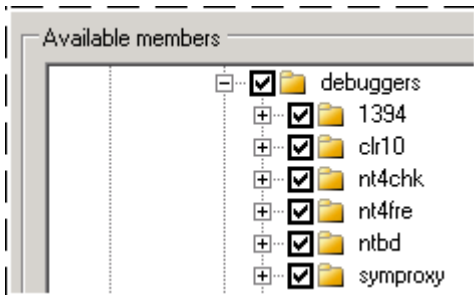 Available members
debuggers
1394
clr10
nt4chk
nt4fre
ntbd
symproxy